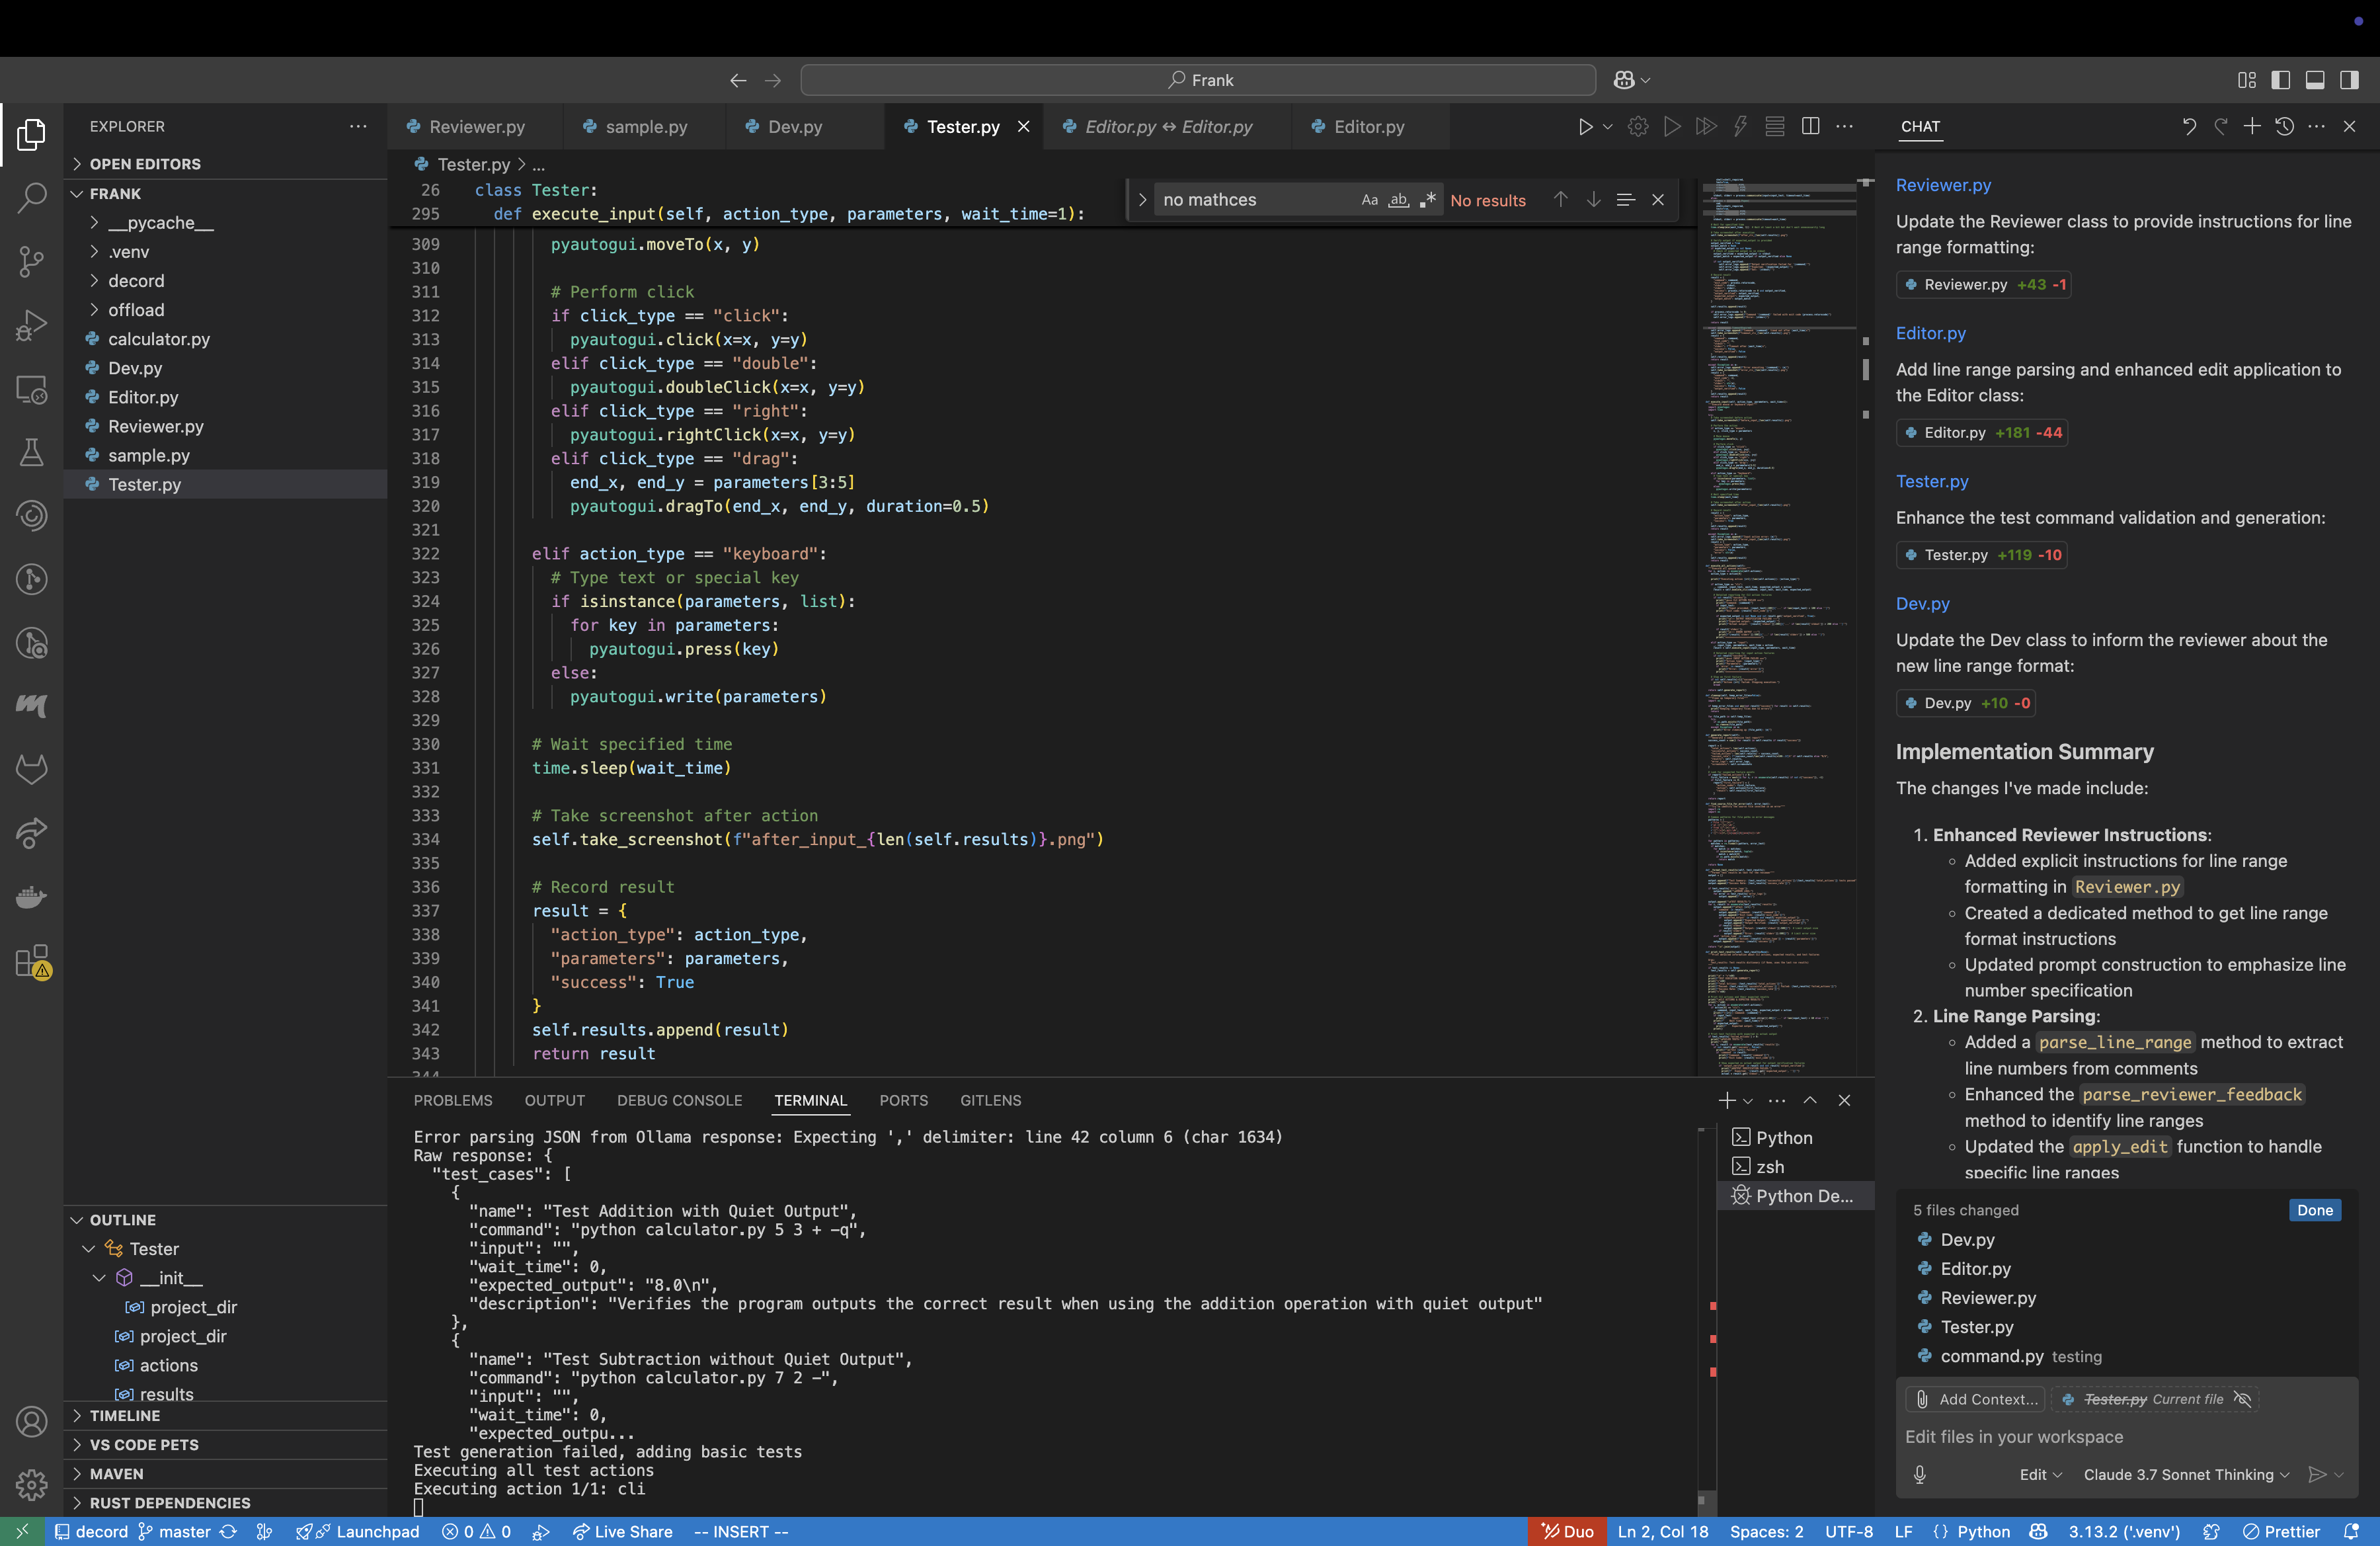 Frank
EXPLORER
OPEN EDITORS
FRANK
__pycache__
.venv
decord
offload
calculator.py
Dev.py
Editor.py
Reviewer.py
sample.py
Tester.py
OUTLINE
Tester
__init__
project_dir
project_dir
actions
results
TIMELINE
VS CODE PETS
MAVEN
RUST DEPENDENCIES
Reviewer.py
sample.py
Dev.py
Tester.py
Editor.py ↔ Editor.py
Editor.py
Tester.py > ...
no mathces
Aa
ab
.*
No results
26 class Tester:
295 def execute_input(self, action_type, parameters, wait_time=1):
309 pyautogui.moveTo(x, y)
310
311 # Perform click
312 if click_type == "click":
313 pyautogui.click(x=x, y=y)
314 elif click_type == "double":
315 pyautogui.doubleClick(x=x, y=y)
316 elif click_type == "right":
317 pyautogui.rightClick(x=x, y=y)
318 elif click_type == "drag":
319 end_x, end_y = parameters[3:5]
320 pyautogui.dragTo(end_x, end_y, duration=0.5)
321
322 elif action_type == "keyboard":
323 # Type text or special key
324 if isinstance(parameters, list):
325 for key in parameters:
326 pyautogui.press(key)
327 else:
328 pyautogui.write(parameters)
329
330 # Wait specified time
331 time.sleep(wait_time)
332
333 # Take screenshot after action
334 self.take_screenshot(f"after_input_{len(self.results)}.png")
335
336 # Record result
337 result = {
338 "action_type": action_type,
339 "parameters": parameters,
340 "success": True
341 }
342 self.results.append(result)
343 return result
344
PROBLEMS OUTPUT DEBUG CONSOLE TERMINAL PORTS GITLENS
Error parsing JSON from Ollama response: Expecting ',' delimiter: line 42 column 6 (char 1634)
Raw response: {
"test_cases": [
{
"name": "Test Addition with Quiet Output",
"command": "python calculator.py 5 3 + -q",
"input": "",
"wait_time": 0,
"expected_output": "8.0\n",
"description": "Verifies the program outputs the correct result when using the addition operation with quiet output"
},
{
"name": "Test Subtraction without Quiet Output",
"command": "python calculator.py 7 2 -",
"input": "",
"wait_time": 0,
"expected_outpu...
Test generation failed, adding basic tests
Executing all test actions
Executing action 1/1: cli
Python
zsh
Python De...
CHAT
Reviewer.py
Update the Reviewer class to provide instructions for line
range formatting:
Reviewer.py +43 -1
Editor.py
Add line range parsing and enhanced edit application to
the Editor class:
Editor.py +181 -44
Tester.py
Enhance the test command validation and generation:
Tester.py +119 -10
Dev.py
Update the Dev class to inform the reviewer about the
new line range format:
Dev.py +10 -0
Implementation Summary
The changes I've made include:
1. Enhanced Reviewer Instructions:
Added explicit instructions for line range
formatting in Reviewer.py
Created a dedicated method to get line range
format instructions
Updated prompt construction to emphasize line
number specification
2. Line Range Parsing:
Added a parse_line_range method to extract
line numbers from comments
Enhanced the parse_reviewer_feedback
method to identify line ranges
Updated the apply_edit function to handle
specific line ranges
5 files changed
Done
Dev.py
Editor.py
Reviewer.py
Tester.py
command.py testing
Add Context...
Tester.py Current file
Edit files in your workspace
Edit
Claude 3.7 Sonnet Thinking
decord
master
Launchpad
0
0
Live Share
-- INSERT --
Duo
Ln 2, Col 18
Spaces: 2
UTF-8
LF
{} Python
3.13.2 ('.venv')
Prettier